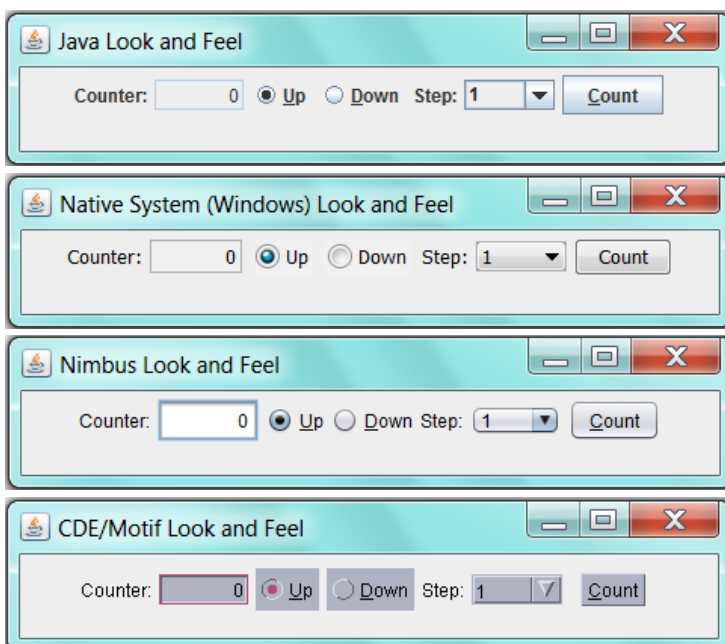 Java Look and Feel
Counter: 0 Up Down Step: 1 Count
Native System (Windows) Look and Feel
Counter: 0 Up Down Step: 1 Count
Nimbus Look and Feel
Counter: 0 Up Down Step: 1 Count
CDE/Motif Look and Feel
Counter: 0 Up Down Step: 1 Count